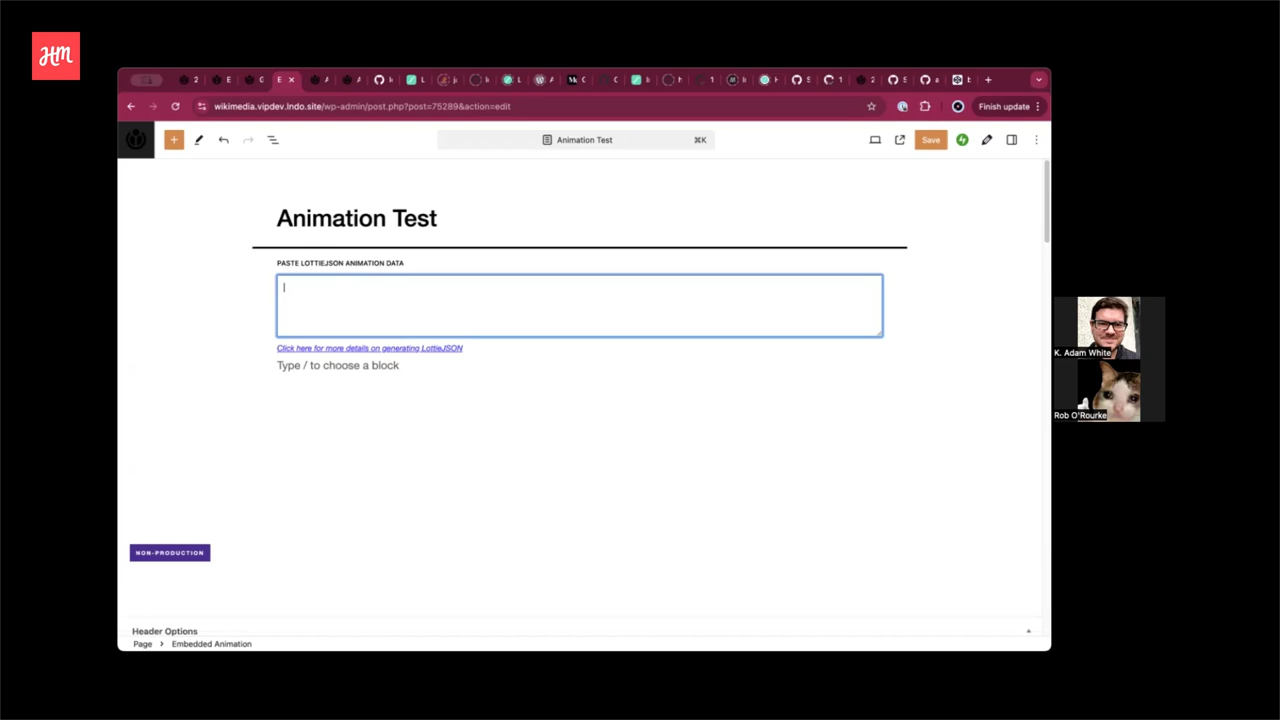 HM
wikimedia.vipdev.lndo.site/wp-admin/post.php?post=75289&action=edit
Finish update
Animation Test
⌘K
Save
Animation Test
PASTE LOTTIEJSON ANIMATION DATA
Click here for more details on generating LottieJSON
Type / to choose a block
K. Adam White
Rob O'Rourke
NON-PRODUCTION
Header Options
Page > Embedded Animation